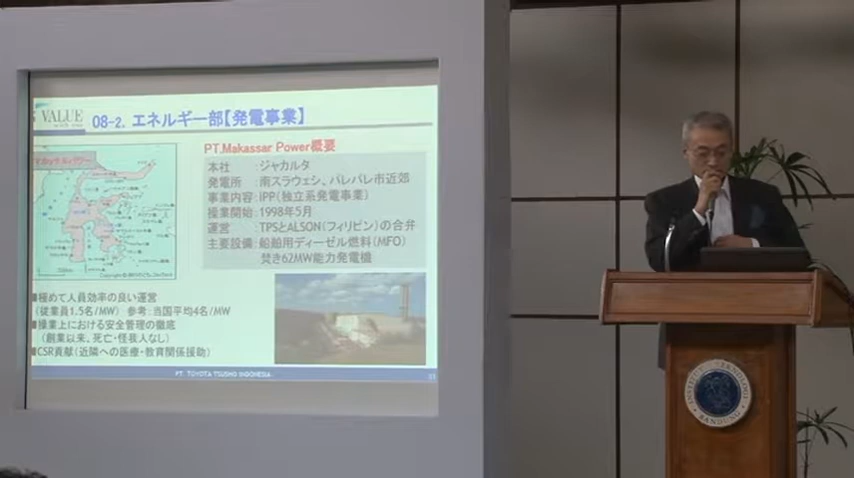 VALUE
08-2. エネルギー部【発電事業】
PT.Makassar Power概要
本社 :ジャカルタ
発電所 :南スラウェシ、パレパレ市近郊
事業内容:IPP(独立系発電事業)
操業開始:1998年5月
運営 :TPSとALSON(フィリピン)の合弁
主要設備:船舶用ディーゼル燃料(MFO)
焚き62MW能力発電機
■極めて人員効率の良い運営
(従業員1.5名/MW) 参考:当国平均4名/MW
■操業上における安全管理の徹底
(創業以来、死亡・怪我人なし)
■CSR貢献(近隣への医療・教育関係援助)
PT. TOYOTA TSUSHO INDONESIA
INSTITUT TEKNOLOGI
BANDUNG